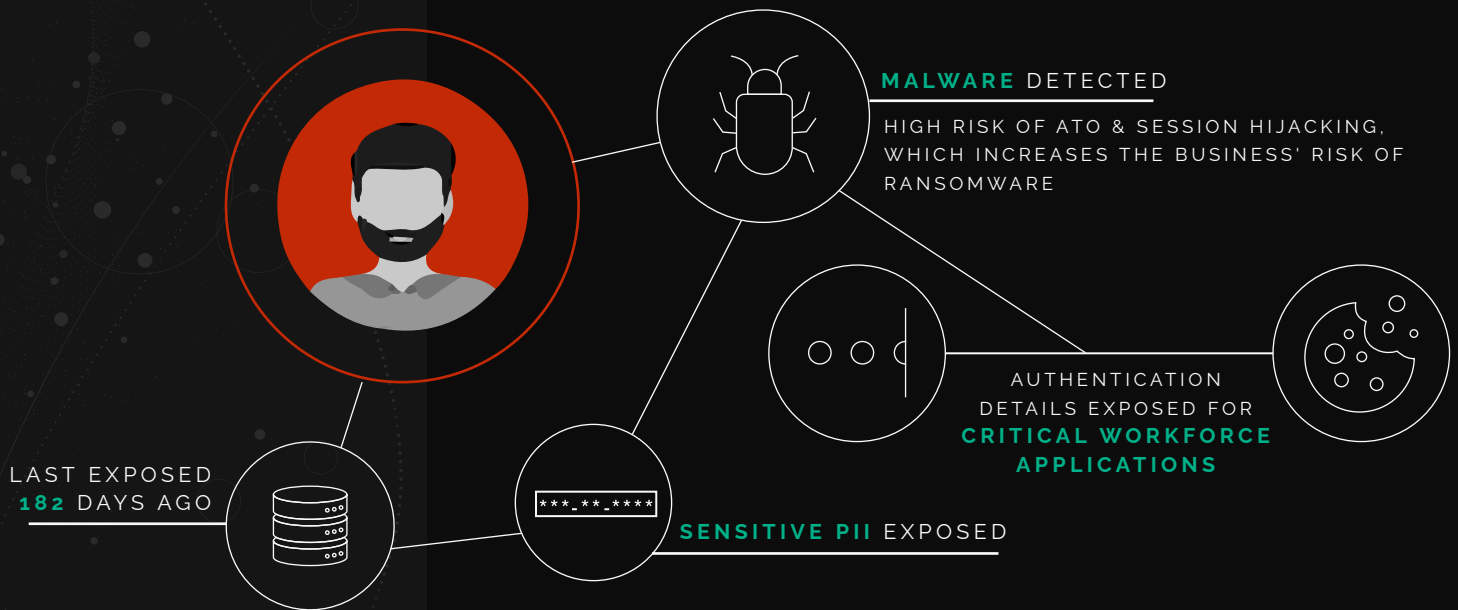 MALWARE DETECTED
HIGH RISK OF ATO & SESSION HIJACKING,
WHICH INCREASES THE BUSINESS' RISK OF
RANSOMWARE
AUTHENTICATION
DETAILS EXPOSED FOR
CRITICAL WORKFORCE
APPLICATIONS
LAST EXPOSED
182 DAYS AGO
***-**-****
SENSITIVE PII EXPOSED